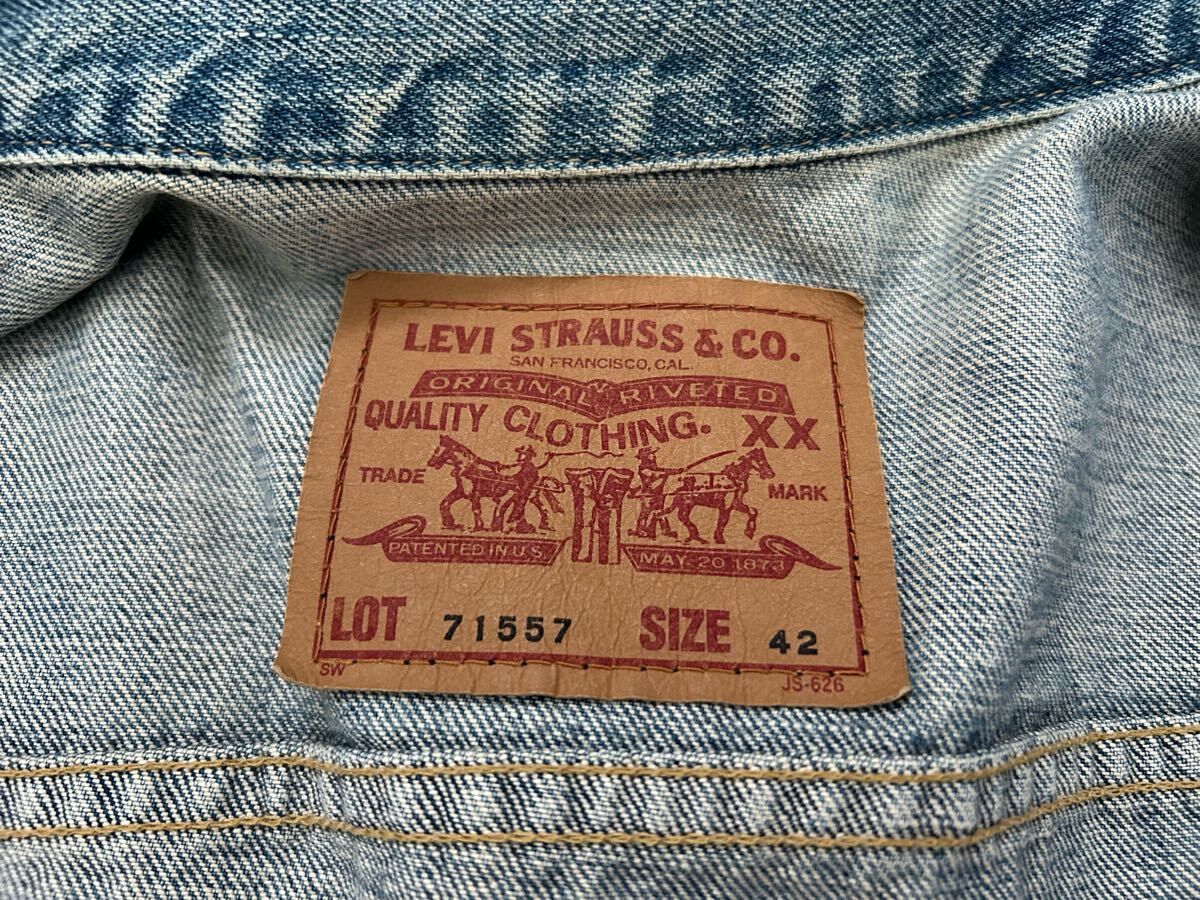 LEVI STRAUSS & CO.
SAN FRANCISCO, CAL.
ORIGINAL RIVETED
QUALITY CLOTHING. XX
TRADE MARK
PATENTED IN U.S. MAY 20 1873
LOT 71557 SIZE 42
SW JS-626